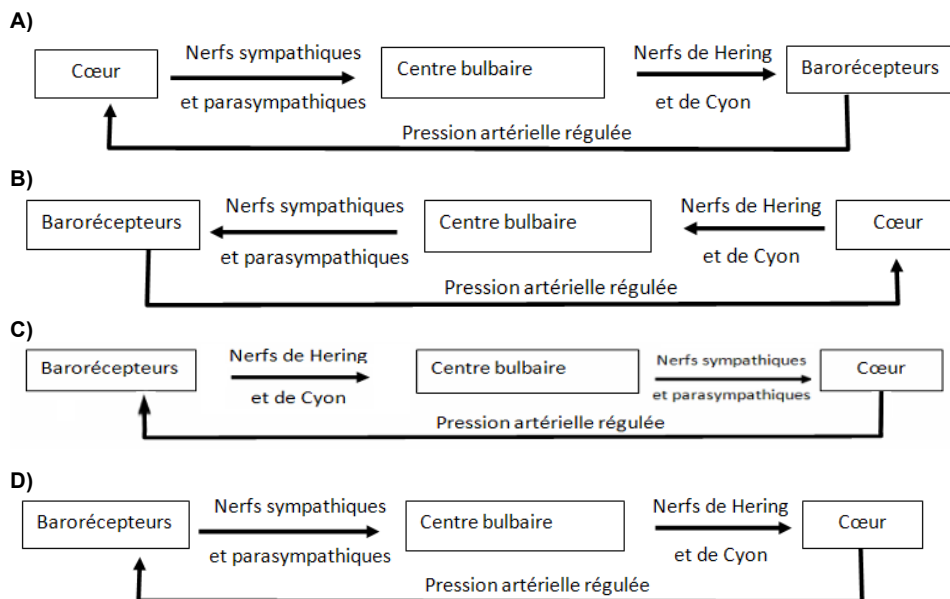 A)
Cœur
Nerfs sympathiques
et parasympathiques
Centre bulbaire
Nerfs de Hering
et de Cyon
Barorécepteurs
Pression artérielle régulée
B)
Barorécepteurs
Nerfs sympathiques
et parasympathiques
Centre bulbaire
Nerfs de Hering
et de Cyon
Cœur
Pression artérielle régulée
C)
Barorécepteurs
Nerfs de Hering
et de Cyon
Centre bulbaire
Nerfs sympathiques
et parasympathiques
Cœur
Pression artérielle régulée
D)
Barorécepteurs
Nerfs sympathiques
et parasympathiques
Centre bulbaire
Nerfs de Hering
et de Cyon
Cœur
Pression artérielle régulée